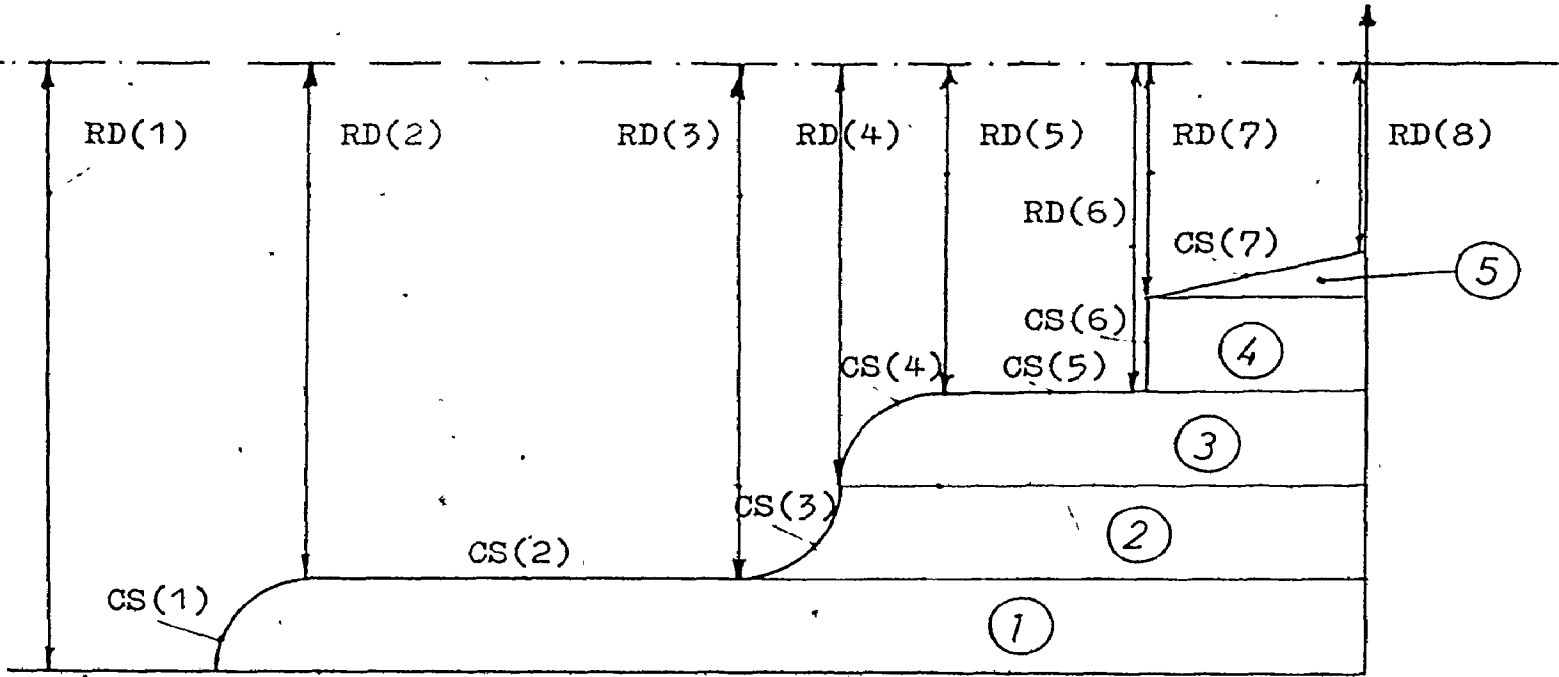 RD(1) RD(2) RD(3) RD(4) RD(5) RD(7) RD(8)
RD(6)
CS(7)
5
CS(6)
4
CS(4) CS(5)
3
CS(3)
2
CS(2)
CS(1)
1